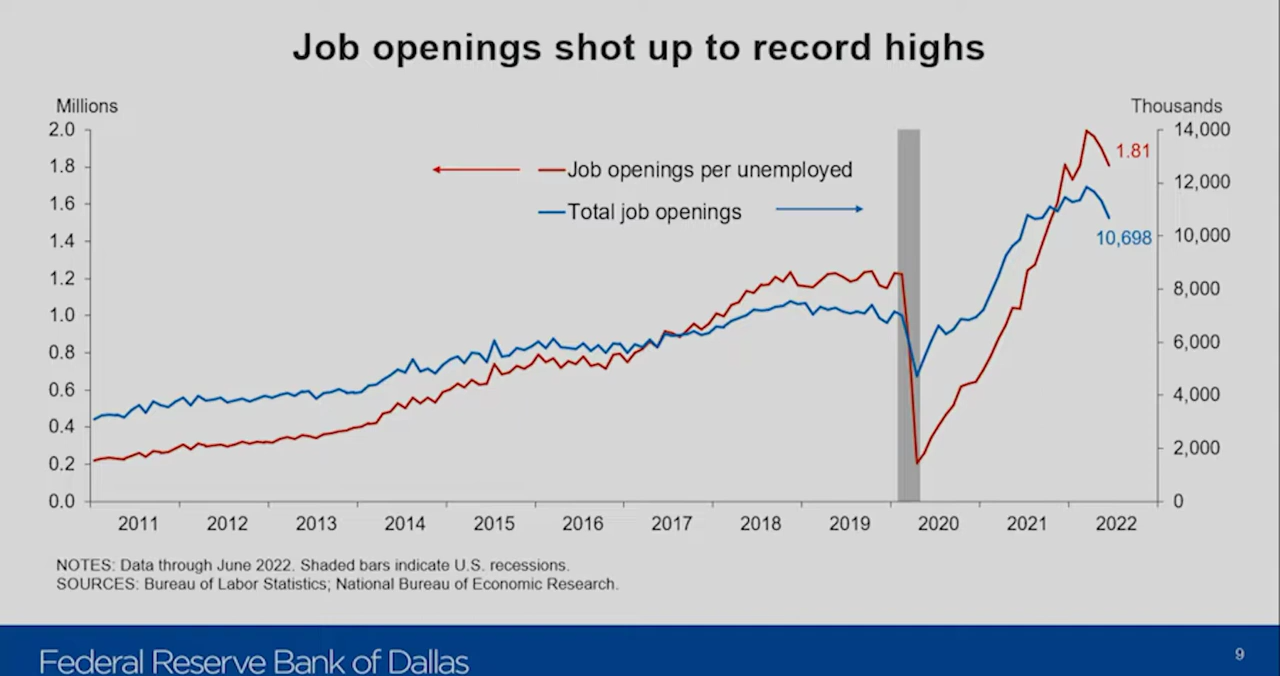 Job openings shot up to record highs
Millions
Thousands
2.0
1.8
1.6
1.4
1.2
1.0
0.8
0.6
0.4
0.2
0.0
14,000
12,000
10,000
8,000
6,000
4,000
2,000
0
Job openings per unemployed
Total job openings
1.81
10,698
2011 2012 2013 2014 2015 2016 2017 2018 2019 2020 2021 2022
NOTES: Data through June 2022. Shaded bars indicate U.S. recessions.
SOURCES: Bureau of Labor Statistics; National Bureau of Economic Research.
Federal Reserve Bank of Dallas
9